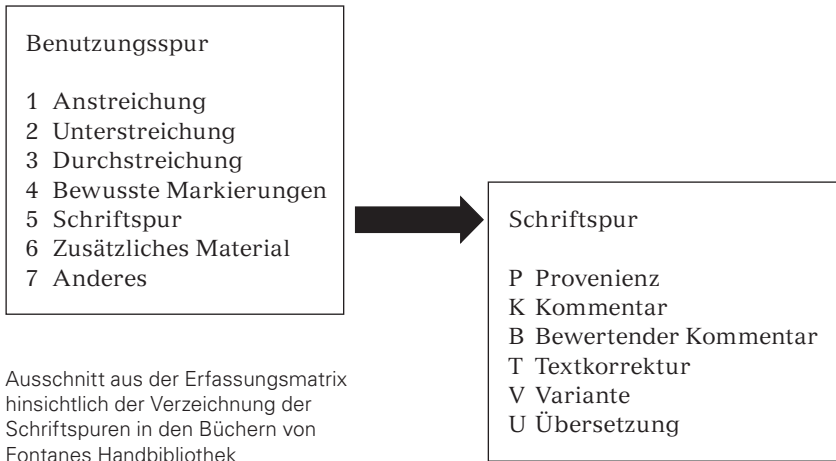 Benutzungsspur
1 Anstreichung
2 Unterstreichung
3 Durchstreichung
4 Bewusste Markierungen
5 Schriftspur
6 Zusätzliches Material
7 Anderes
Schriftspur
P Provenienz
K Kommentar
B Bewertender Kommentar
T Textkorrektur
V Variante
U Übersetzung
Ausschnitt aus der Erfassungsmatrix
hinsichtlich der Verzeichnung der
Schriftspuren in den Büchern von
Fontanes Handbibliothek